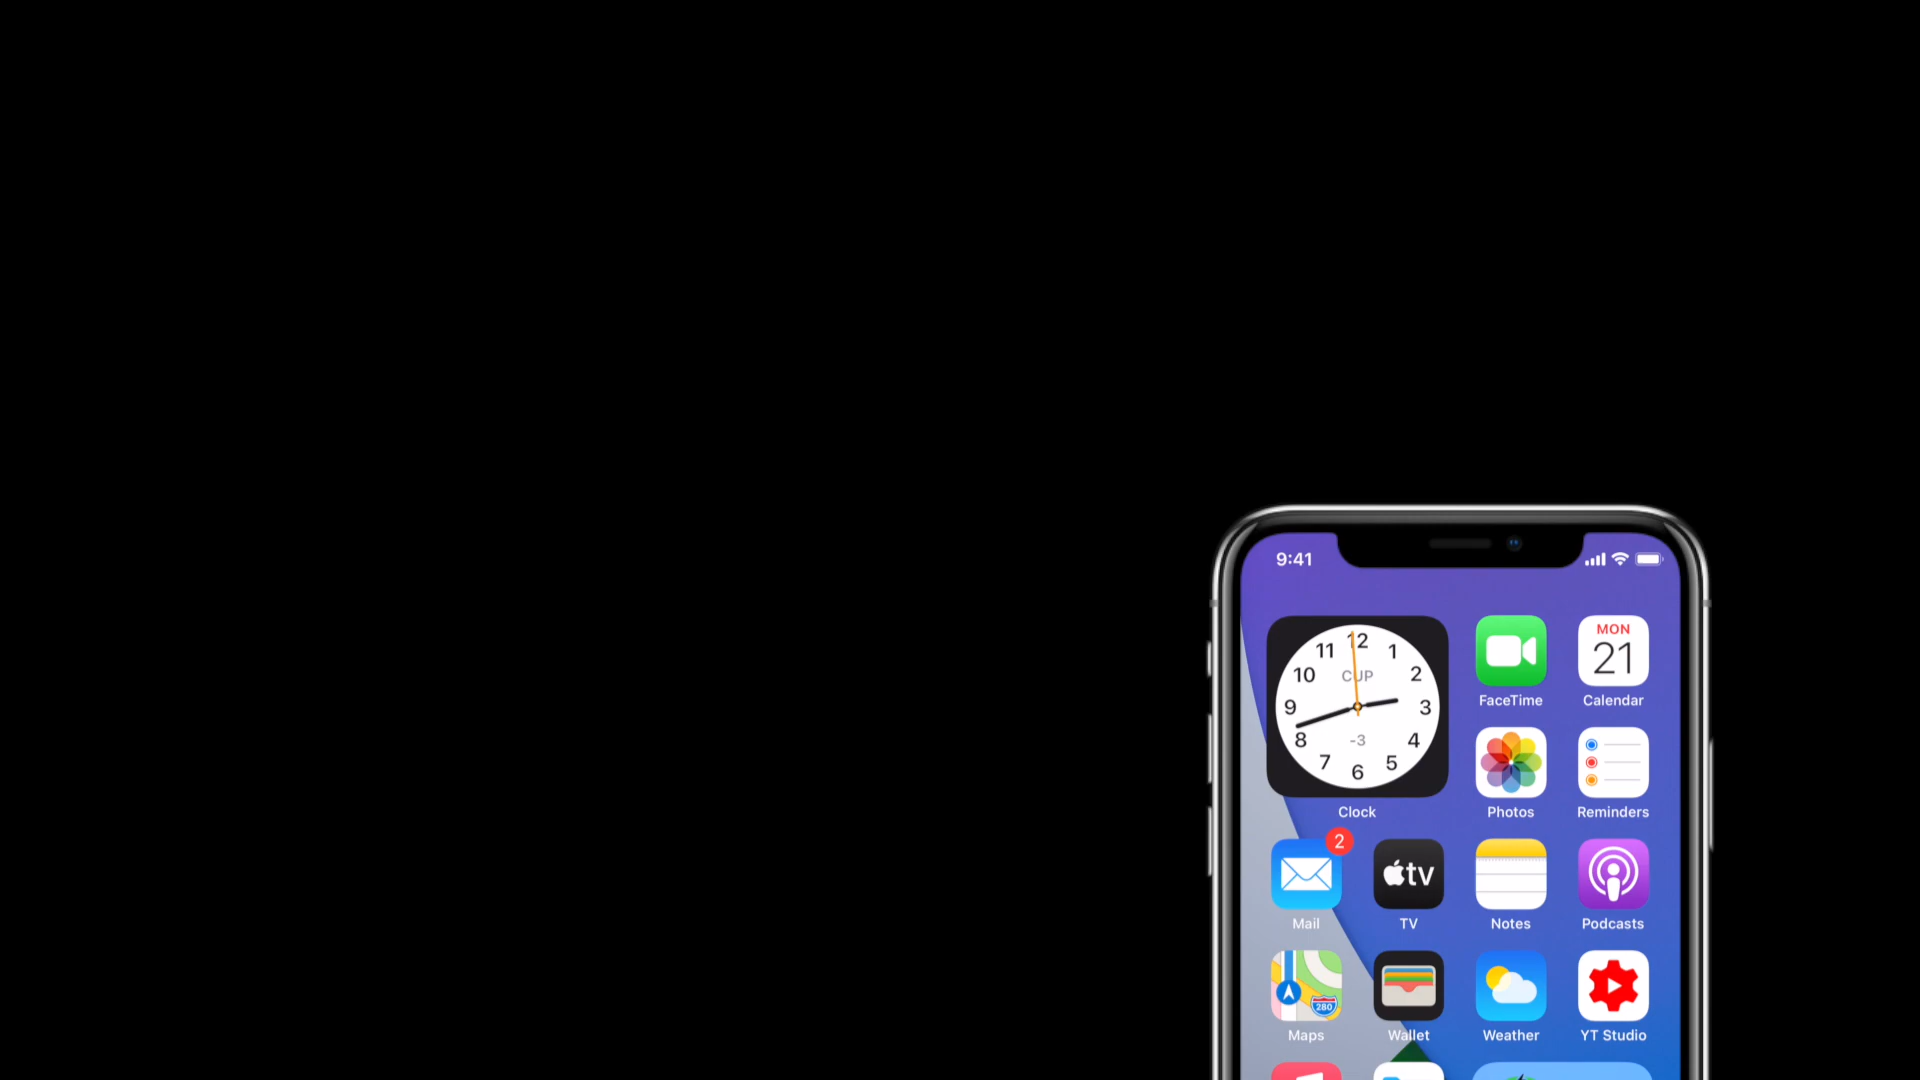 9:41
12
11 1
10 CUP 2
9 3
8 -3 4
7 5
6
Clock
MON
21
FaceTime Calendar
Photos Reminders
2
tv
Mail TV Notes Podcasts
280
Maps Wallet Weather YT Studio